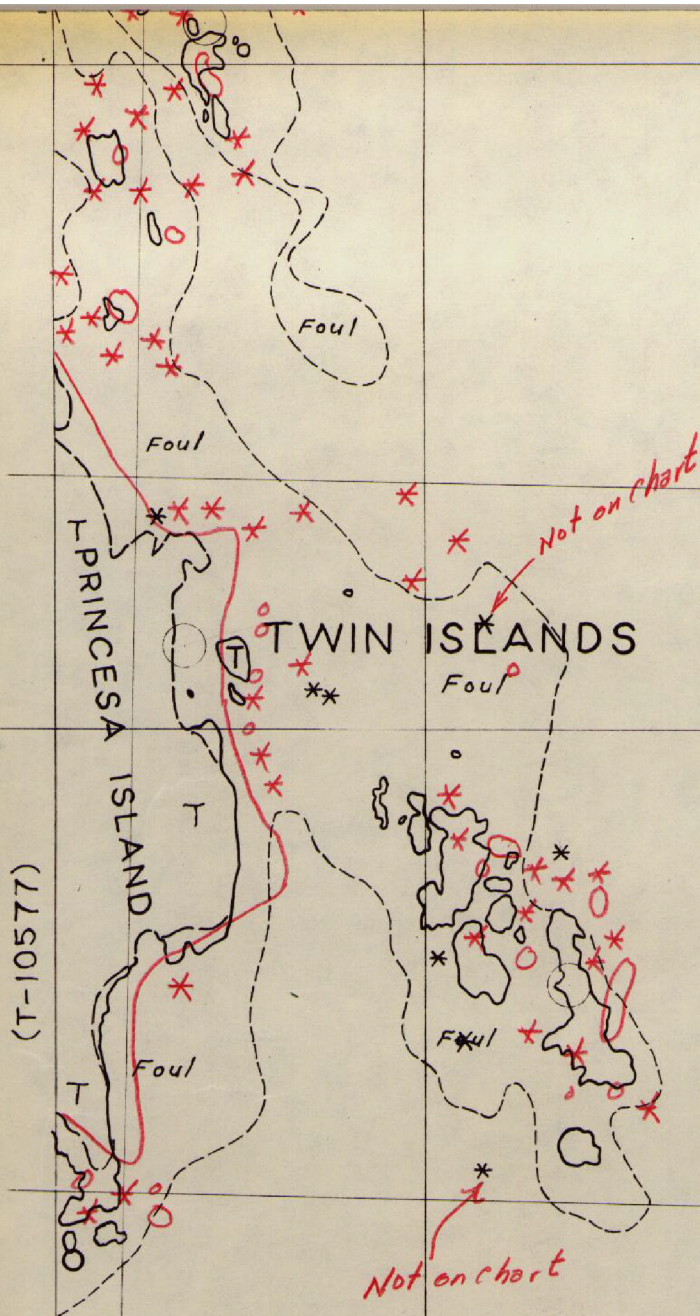 Foul
Foul
Not on chart
T
PRINCESA ISLAND
TWIN ISLANDS
T
Foul
T
(T-10577)
Foul
Foul
T
Not on chart